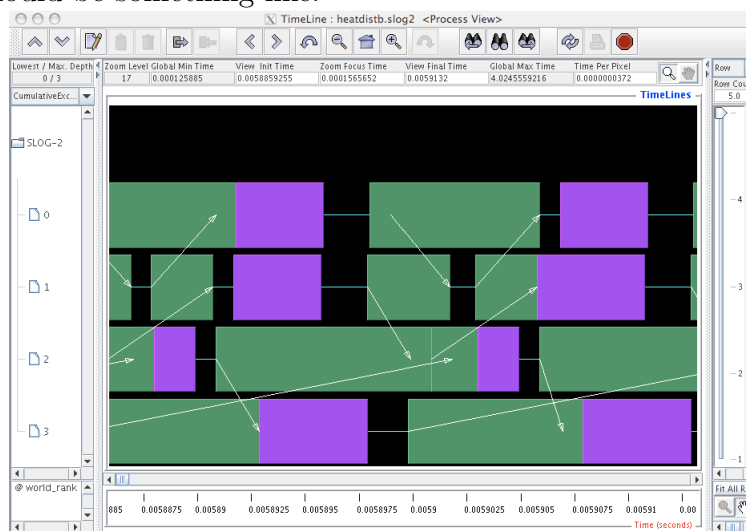 TimeLine : heatdistb.slog2 <Process View>
Lowest / Max. Depth Zoom Level Global Min Time View Init Time Zoom Focus Time View Final Time Global Max Time Time Per Pixel Row
0 / 3 17 0.000125885 0.0058859255 0.0001565652 0.0059132 4.0245559216 0.0000000372 Row Cou
CumulativeExc... TimeLines 5.0
SLOG-2
0
-4
1
-3
2
-2
3
-1
@ world_rank Fit All R
885 0.0058875 0.00589 0.0058925 0.005895 0.0058975 0.0059 0.0059025 0.005905 0.0059075 0.00591 0.00
Time (seconds)